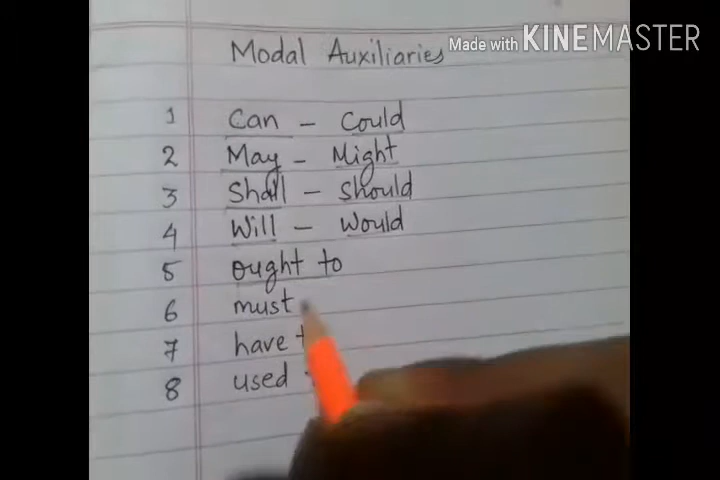 Made with KINEMASTER
Modal Auxiliaries
1 Can - Could
2 May - Might
3 Shall - should
4 Will - Would
5 ought to
6 must
7 have
8 used